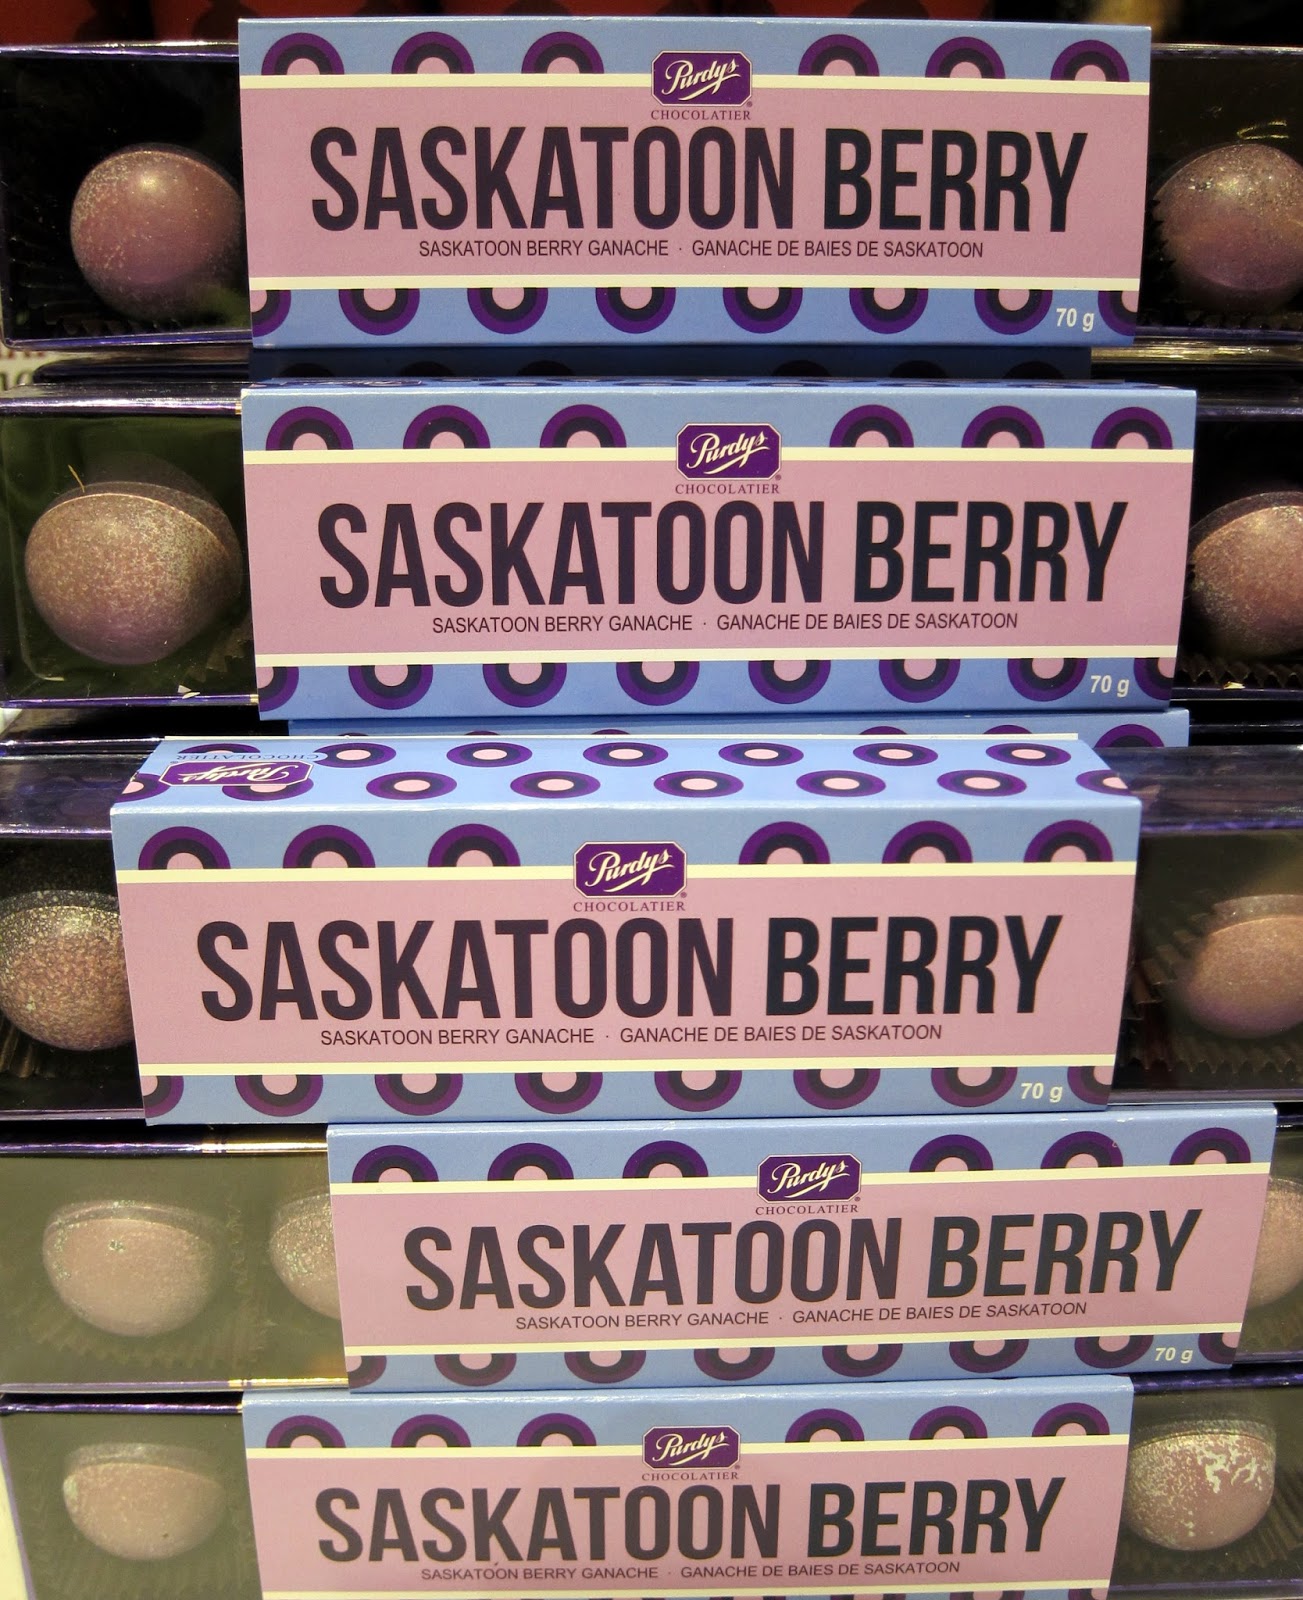 Purdys
CHOCOLATIER
SASKATOON BERRY
SASKATOON BERRY GANACHE · GANACHE DE BAIES DE SASKATOON
70 g
Purdys
CHOCOLATIER
SASKATOON BERRY
SASKATOON BERRY GANACHE · GANACHE DE BAIES DE SASKATOON
70 g
Purdys
CHOCOLATIER
Purdys
CHOCOLATIER
SASKATOON BERRY
SASKATOON BERRY GANACHE · GANACHE DE BAIES DE SASKATOON
70 g
Purdys
CHOCOLATIER
SASKATOON BERRY
SASKATOON BERRY GANACHE · GANACHE DE BAIES DE SASKATOON
70 g
Purdys
CHOCOLATIER
SASKATOON BERRY
SASKATOON BERRY GANACHE · GANACHE DE BAIES DE SASKATOON